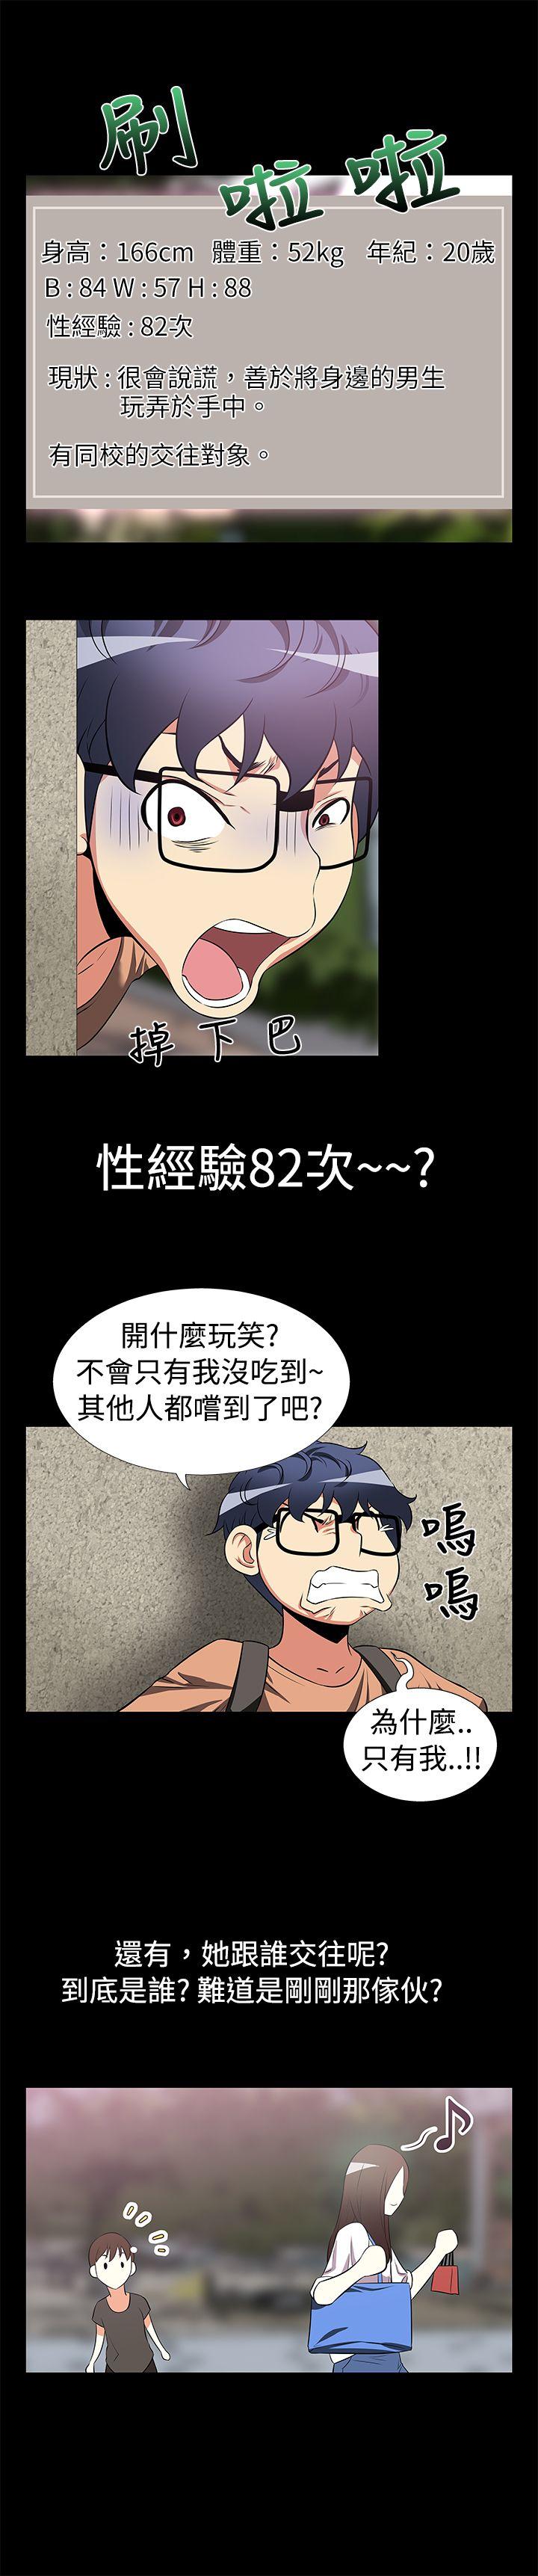 刷
啦 啦
身高：166cm 體重：52kg 年紀：20歲
B : 84 W : 57 H : 88
性經驗 : 82次
現狀 : 很會說謊，善於將身邊的男生
玩弄於手中。
有同校的交往對象。
掉下巴
性經驗82次~~?
開什麼玩笑?
不會只有我沒吃到~
其他人都嚐到了吧?
嗚
嗚
為什麼..
只有我..!!
還有，她跟誰交往呢?
到底是誰? 難道是剛剛那傢伙?